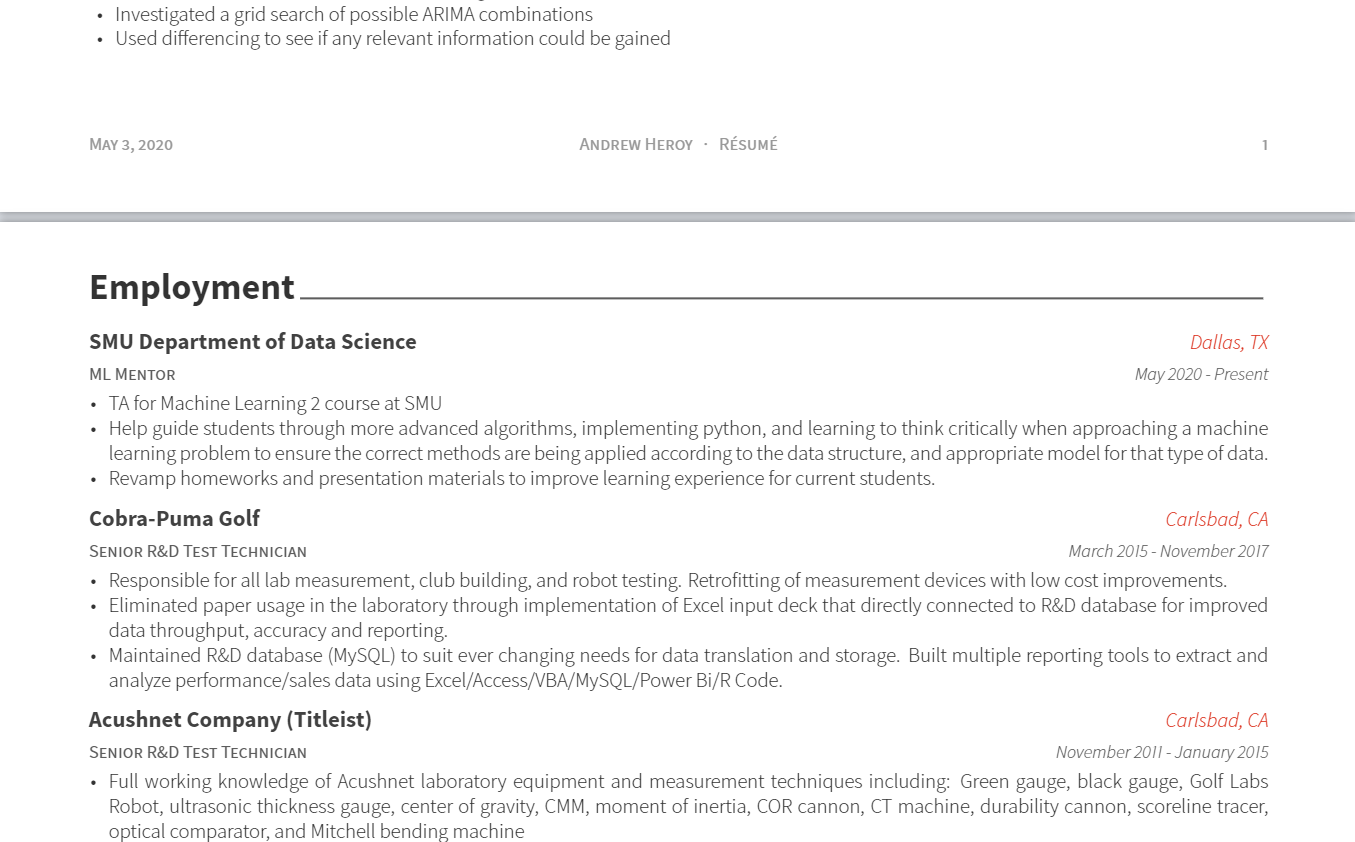 • Investigated a grid search of possible ARIMA combinations
• Used differencing to see if any relevant information could be gained
May 3, 2020 Andrew Heroy · Résumé 1
Employment
SMU Department of Data Science Dallas, TX
ML Mentor May 2020 - Present
• TA for Machine Learning 2 course at SMU
• Help guide students through more advanced algorithms, implementing python, and learning to think critically when approaching a machine
learning problem to ensure the correct methods are being applied according to the data structure, and appropriate model for that type of data.
• Revamp homeworks and presentation materials to improve learning experience for current students.
Cobra-Puma Golf Carlsbad, CA
Senior R&D Test Technician March 2015 - November 2017
• Responsible for all lab measurement, club building, and robot testing. Retrofitting of measurement devices with low cost improvements.
• Eliminated paper usage in the laboratory through implementation of Excel input deck that directly connected to R&D database for improved
data throughput, accuracy and reporting.
• Maintained R&D database (MySQL) to suit ever changing needs for data translation and storage. Built multiple reporting tools to extract and
analyze performance/sales data using Excel/Access/VBA/MySQL/Power Bi/R Code.
Acushnet Company (Titleist) Carlsbad, CA
Senior R&D Test Technician November 2011 - January 2015
• Full working knowledge of Acushnet laboratory equipment and measurement techniques including: Green gauge, black gauge, Golf Labs
Robot, ultrasonic thickness gauge, center of gravity, CMM, moment of inertia, COR cannon, CT machine, durability cannon, scoreline tracer,
optical comparator, and Mitchell bending machine